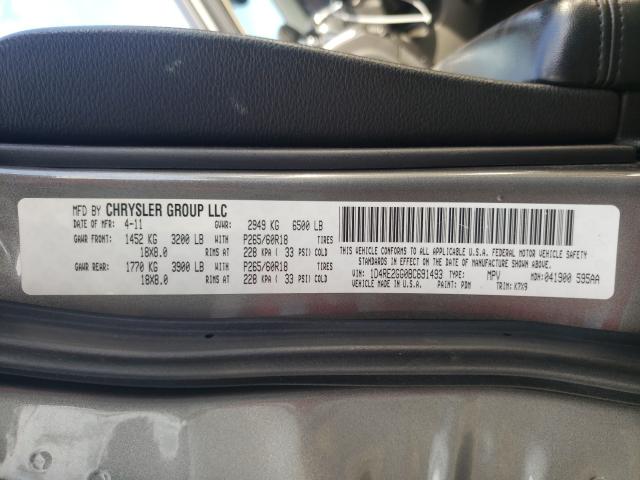 MFD BY CHRYSLER GROUP LLC
DATE OF MFR: 4-11 GVWR: 2949 KG 6500 LB
GAWR FRONT: 1452 KG 3200 LB WITH P265/60R18 TIRES
18X8.0 RIMS AT 228 KPA ( 33 PSI) COLD
GAWR REAR: 1770 KG 3900 LB WITH P265/60R18 TIRES
18X8.0 RIMS AT 228 KPA ( 33 PSI) COLD
THIS VEHICLE CONFORMS TO ALL APPLICABLE U.S.A. FEDERAL MOTOR VEHICLE SAFETY
STANDARDS IN EFFECT ON THE DATE OF MANUFACTURE SHOWN ABOVE.
VIN: 1D4RE2GG0BC691493 TYPE: MPV MDH: 041900 595AA
VEHICLE MADE IN U.S.A. PAINT: PDM TRIM: K7X9